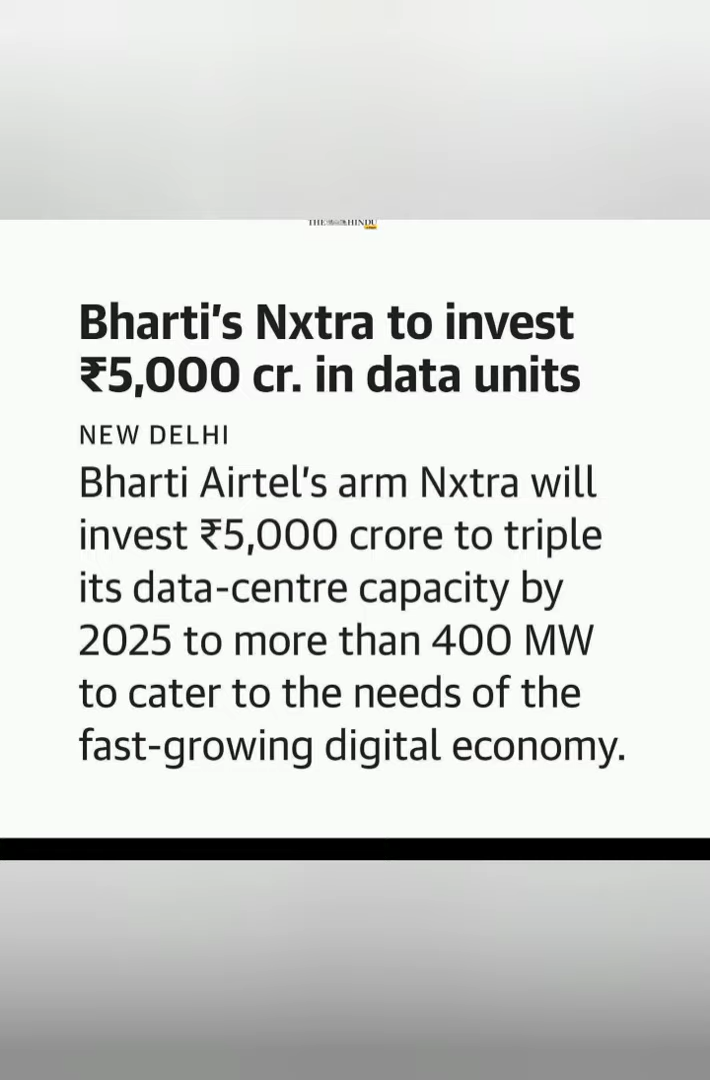 THE HINDU
Bharti's Nxtra to invest
₹5,000 cr. in data units
NEW DELHI
Bharti Airtel's arm Nxtra will
invest ₹5,000 crore to triple
its data-centre capacity by
2025 to more than 400 MW
to cater to the needs of the
fast-growing digital economy.